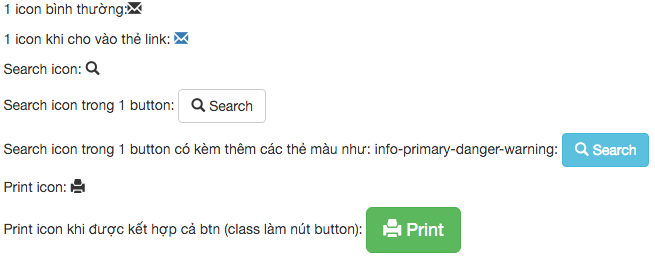 1 icon bình thường:
1 icon khi cho vào thẻ link:
Search icon:
Search icon trong 1 button: Search
Search icon trong 1 button có kèm thêm các thẻ màu như: info-primary-danger-warning: Search
Print icon:
Print icon khi được kết hợp cả btn (class làm nút button): Print